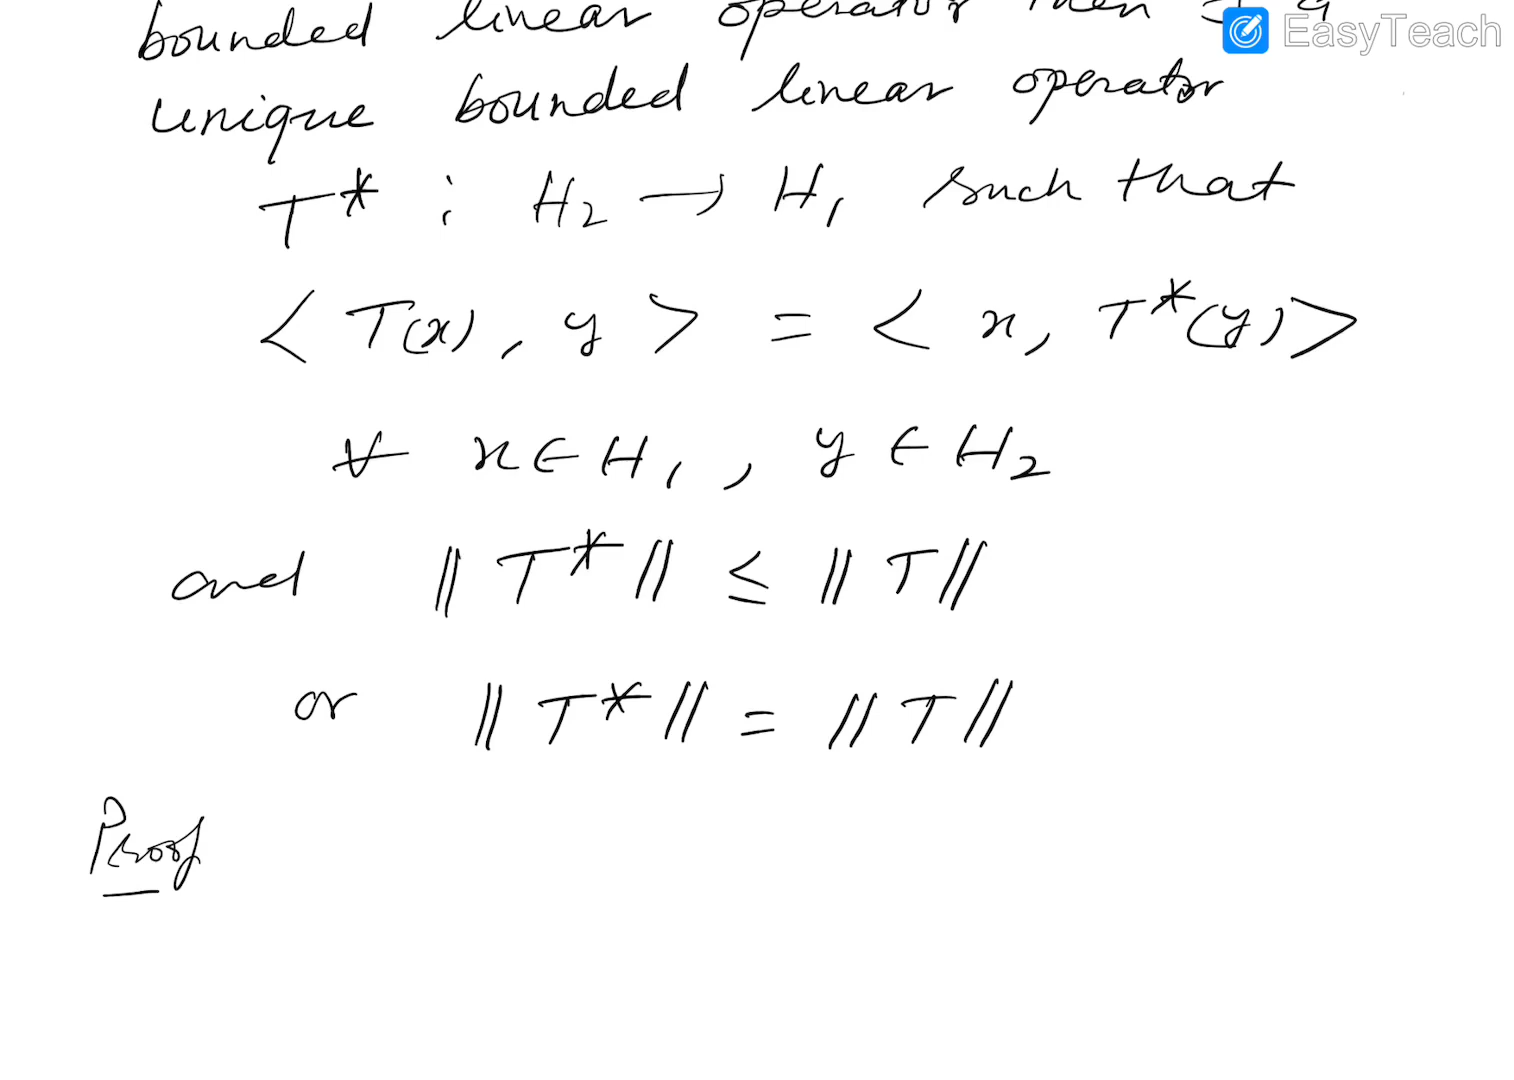 bounded linear operator then ∃ a
EasyTeach
unique bounded linear operator
T* : H₂ → H₁ such that
< T(x), y > = < x, T*(y) >
∀ x ∈ H₁ , y ∈ H₂
and || T* || ≤ || T ||
or || T* || = || T ||
Proof